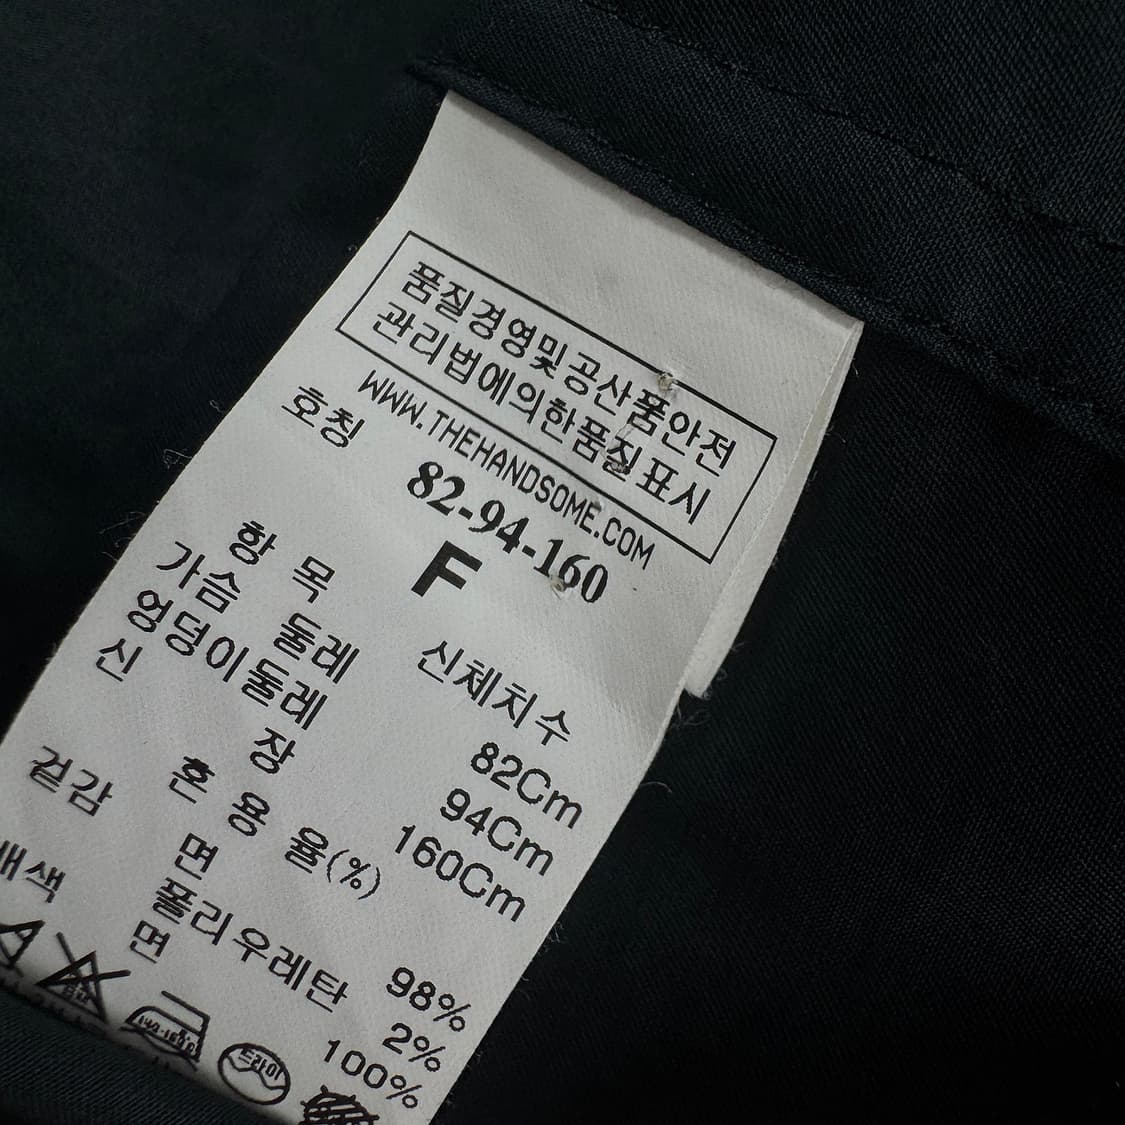 품질경영및공산품안전
관리법에의한품질표시
WWW.THEHANDSOME.COM
호칭 82-94-160
F
항 목 신체치수
가슴 둘레 82Cm
엉덩이둘레 94Cm
신 장 160Cm
혼 용 율(%)
겉감 면 98%
폴리우레탄 2%
배색 면 100%
드라이